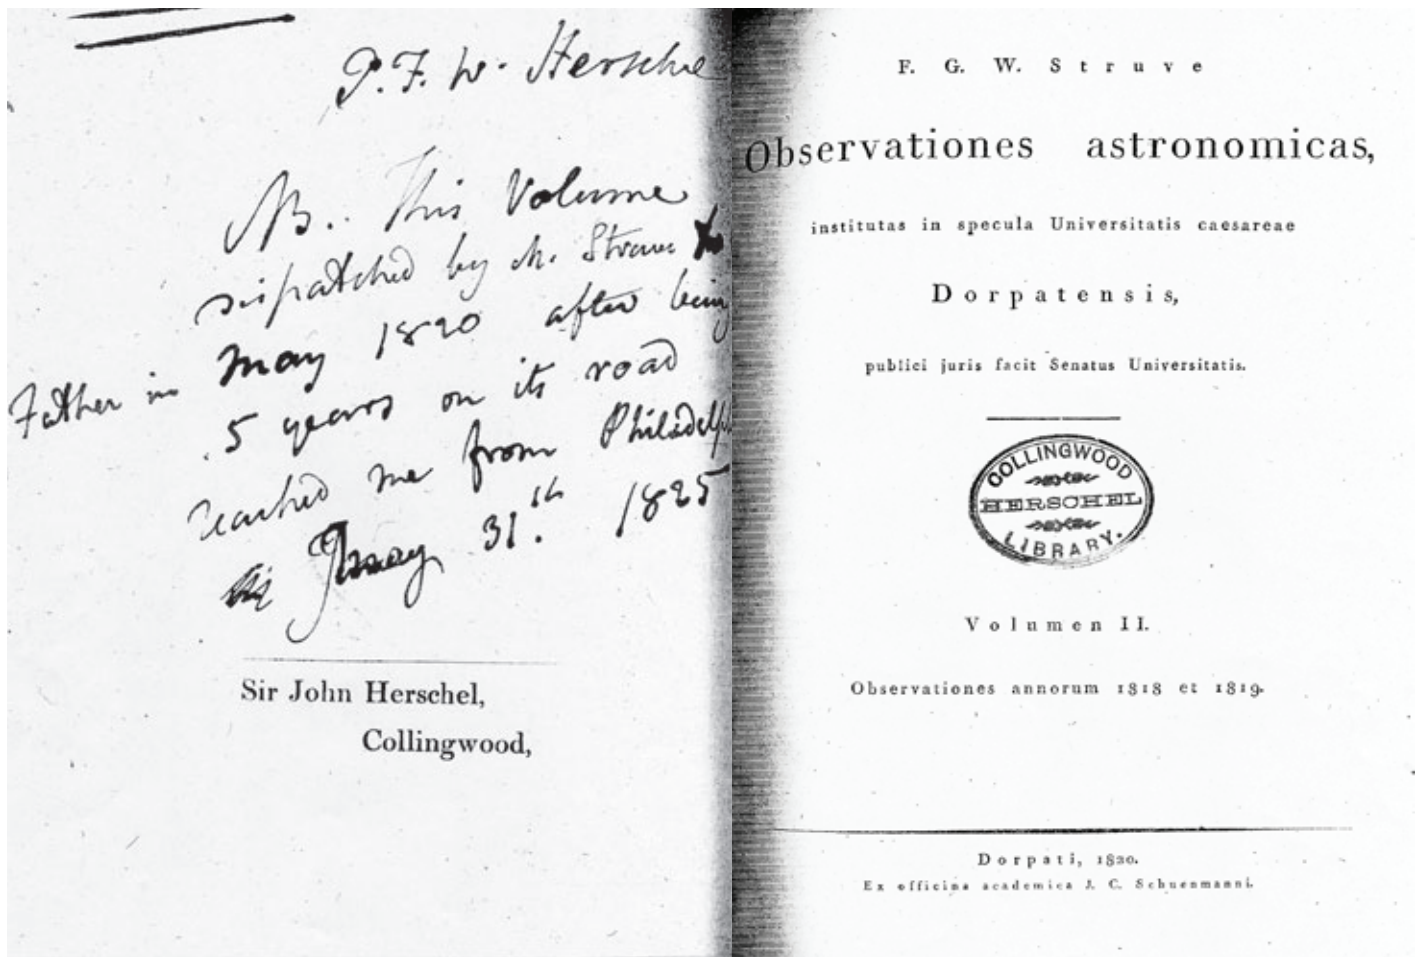 J. F. W. Herschel
NB. This Volume
dispatched by M. Struve to
Father in May 1820 after being
5 years on its road
reached me from Philadelp
May 31.th 1825
Sir John Herschel,
Collingwood,
F. G. W. Struve
Observationes astronomicas,
institutas in specula Universitatis caesareae
Dorpatensis,
publici juris facit Senatus Universitatis.
COLLINGWOOD
HERSCHEL
LIBRARY.
Volumen II.
Observationes annorum 1818 et 1819.
Dorpati, 1820.
Ex officina academica J. C. Schuenmanni.